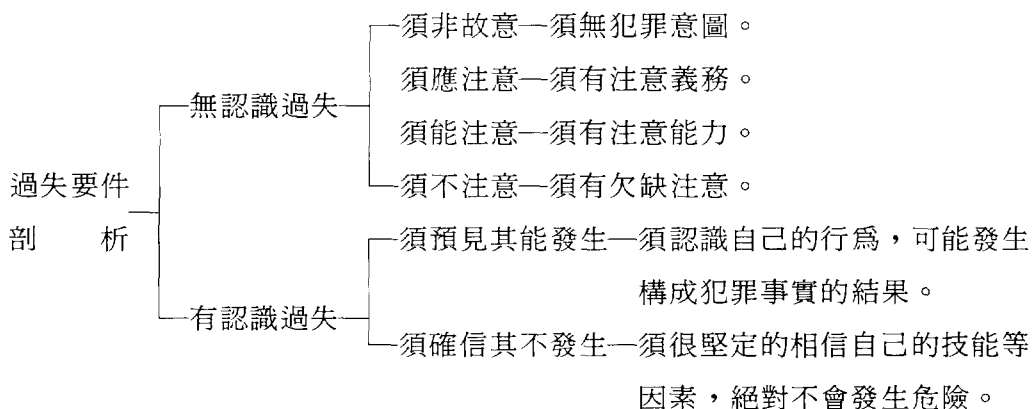 須非故意—須無犯罪意圖。
須應注意—須有注意義務。
無認識過失
須能注意—須有注意能力。
須不注意—須有欠缺注意。
過失要件
剖析
須預見其能發生—須認識自己的行爲，可能發生
構成犯罪事實的結果。
有認識過失
須確信其不發生—須很堅定的相信自己的技能等
因素，絕對不會發生危險。